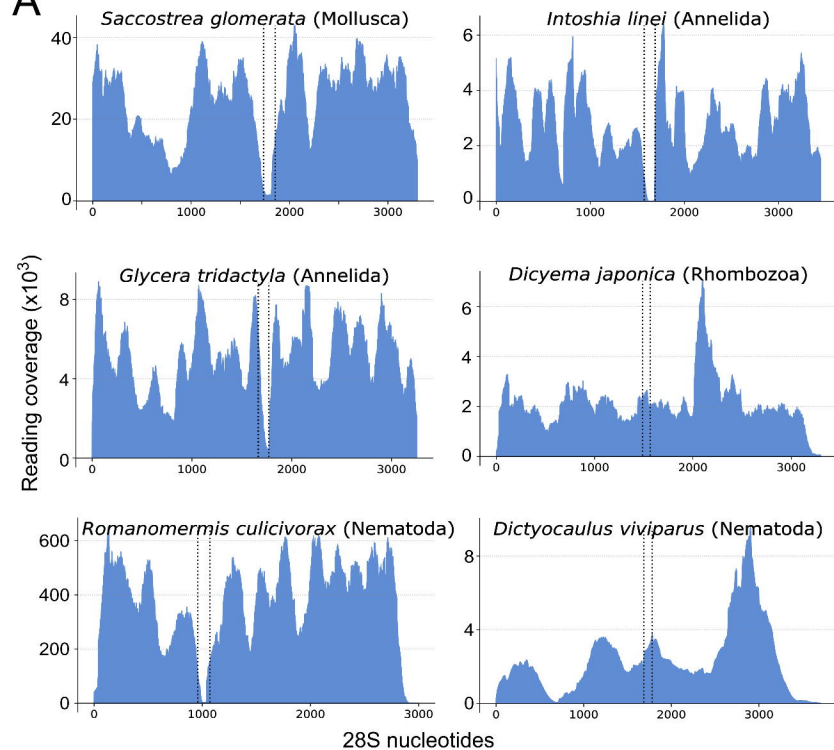 A
Saccostrea glomerata (Mollusca)
40
20
0
0 1000 2000 3000
Intoshia linei (Annelida)
6
4
2
0
0 1000 2000 3000
Reading coverage (x10³)
Glycera tridactyla (Annelida)
8
4
0
0 1000 2000 3000
Dicyema japonica (Rhombozoa)
6
4
2
0
0 1000 2000 3000
Romanomermis culicivorax (Nematoda)
600
400
200
0
0 1000 2000 3000
Dictyocaulus viviparus (Nematoda)
8
4
0
0 1000 2000 3000
28S nucleotides